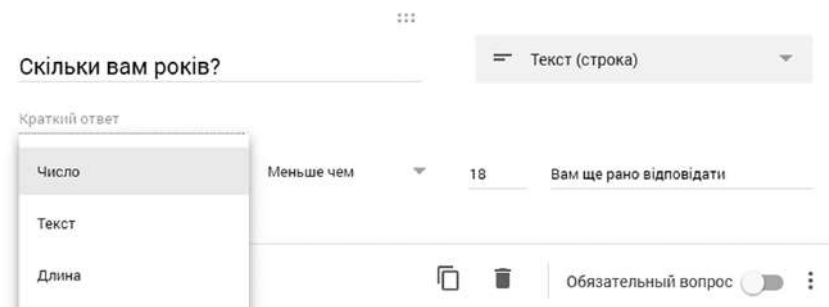 Скільки вам років?
Текст (строка)
Краткий ответ
Число
Меньше чем
18
Вам ще рано відповідати
Текст
Длина
Обязательный вопрос